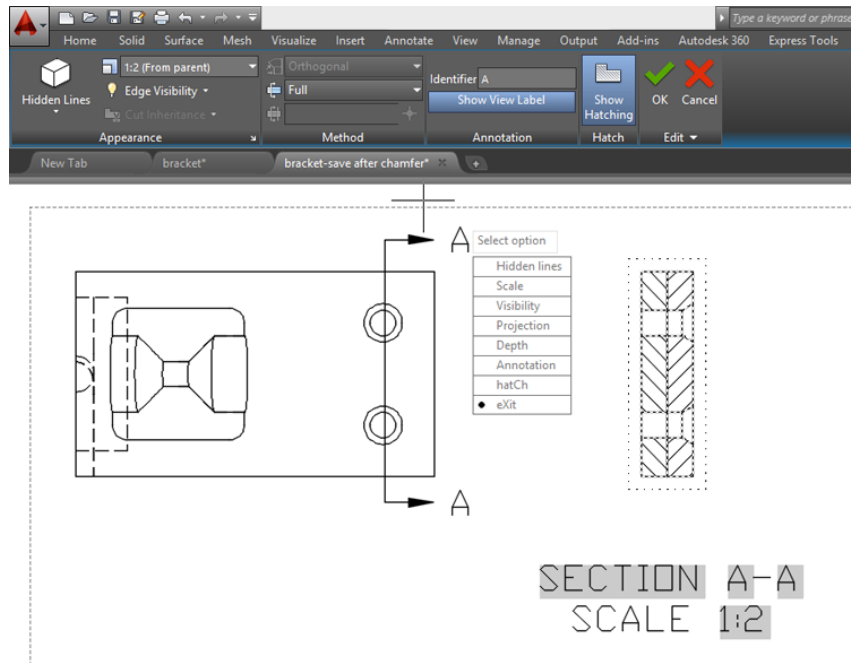 Type a keyword or phrase
Home Solid Surface Mesh Visualize Insert Annotate View Manage Output Add-ins Autodesk 360 Express Tools
Hidden Lines
1:2 (From parent)
Edge Visibility
Cut Inheritance
Appearance
Orthogonal
Full
Method
Identifier A
Show View Label
Annotation
Show Hatching
Hatch
OK Cancel
Edit
New Tab bracket* bracket-save after chamfer*
A
Select option
Hidden lines
Scale
Visibility
Projection
Depth
Annotation
hatCh
eXit
A
SECTION A-A
SCALE 1:2